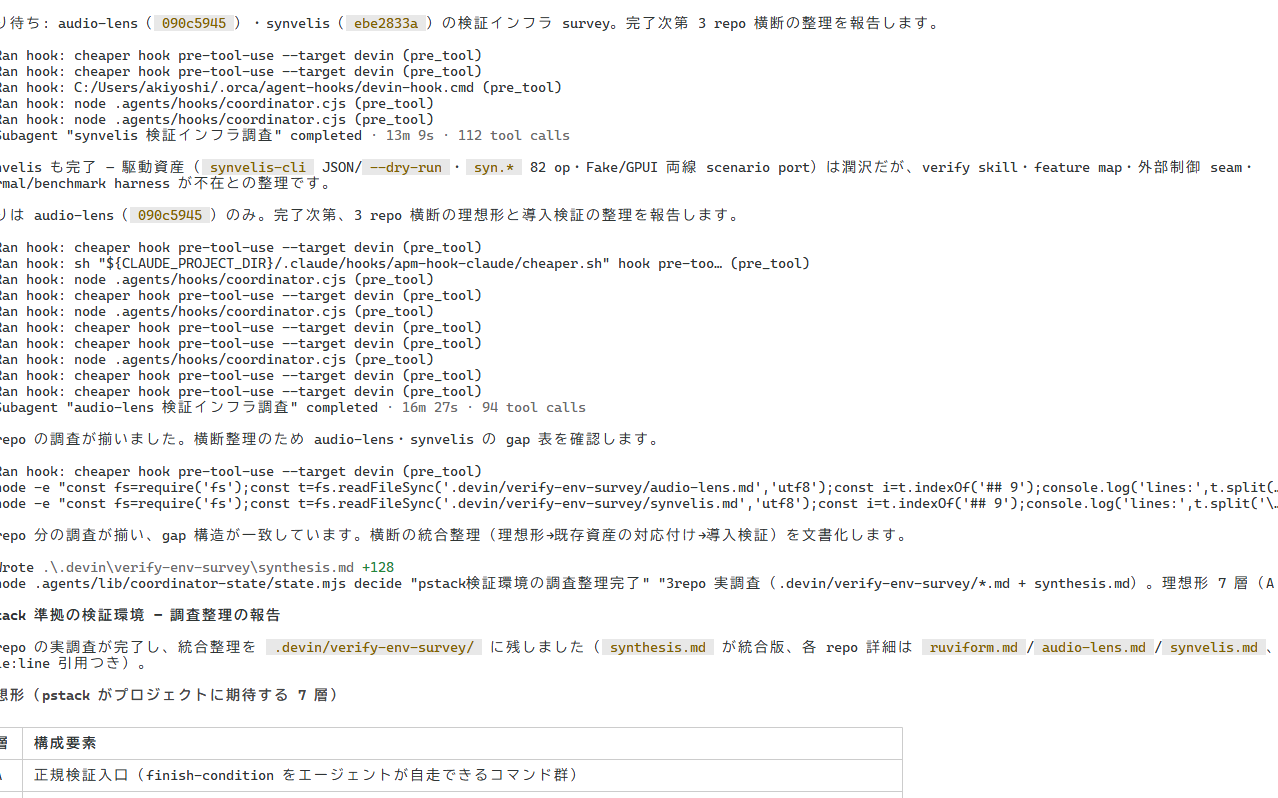 り待ち: audio-lens（ 090c5945 ）・synvelis（ ebe2833a ）の検証インフラ survey。完了次第 3 repo 横断の整理を報告します。
Ran hook: cheaper hook pre-tool-use --target devin (pre_tool)
Ran hook: cheaper hook pre-tool-use --target devin (pre_tool)
Ran hook: C:/Users/akiyoshi/.orca/agent-hooks/devin-hook.cmd (pre_tool)
Ran hook: node .agents/hooks/coordinator.cjs (pre_tool)
Ran hook: node .agents/hooks/coordinator.cjs (pre_tool)
Subagent "synvelis 検証インフラ調査" completed · 13m 9s · 112 tool calls
nvelis も完了 — 駆動資産（ synvelis-cli JSON/ --dry-run ・ syn.* 82 op・Fake/GPUI 両線 scenario port）は潤沢だが、verify skill・feature map・外部制御 seam・
rmal/benchmark harness が不在との整理です。
りは audio-lens（ 090c5945 ）のみ。完了次第、3 repo 横断の理想形と導入検証の整理を報告します。
Ran hook: cheaper hook pre-tool-use --target devin (pre_tool)
Ran hook: sh "${CLAUDE_PROJECT_DIR}/.claude/hooks/apm-hook-claude/cheaper.sh" hook pre-too… (pre_tool)
Ran hook: node .agents/hooks/coordinator.cjs (pre_tool)
Ran hook: cheaper hook pre-tool-use --target devin (pre_tool)
Ran hook: node .agents/hooks/coordinator.cjs (pre_tool)
Ran hook: cheaper hook pre-tool-use --target devin (pre_tool)
Ran hook: cheaper hook pre-tool-use --target devin (pre_tool)
Ran hook: node .agents/hooks/coordinator.cjs (pre_tool)
Ran hook: cheaper hook pre-tool-use --target devin (pre_tool)
Ran hook: cheaper hook pre-tool-use --target devin (pre_tool)
Subagent "audio-lens 検証インフラ調査" completed · 16m 27s · 94 tool calls
repo の調査が揃いました。横断整理のため audio-lens・synvelis の gap 表を確認します。
Ran hook: cheaper hook pre-tool-use --target devin (pre_tool)
node -e "const fs=require('fs');const t=fs.readFileSync('.devin/verify-env-survey/audio-lens.md','utf8');const i=t.indexOf('## 9');console.log('lines:',t.split(…
node -e "const fs=require('fs');const t=fs.readFileSync('.devin/verify-env-survey/synvelis.md','utf8');const i=t.indexOf('## 9');console.log('lines:',t.split('\…
repo 分の調査が揃い、gap 構造が一致しています。横断の統合整理（理想形→既存資産の対応付け→導入検証）を文書化します。
Wrote .\.devin\verify-env-survey\synthesis.md +128
node .agents/lib/coordinator-state/state.mjs decide "pstack検証環境の調査整理完了" "3repo 実調査（.devin/verify-env-survey/*.md + synthesis.md）。理想形 7 層（A
tack 準拠の検証環境 — 調査整理の報告
repo の実調査が完了し、統合整理を .devin/verify-env-survey/ に残しました（ synthesis.md が統合版、各 repo 詳細は ruviform.md / audio-lens.md / synvelis.md 、
le:line 引用つき）。
想形（pstack がプロジェクトに期待する 7 層）
層 構成要素
A 正規検証入口（finish-condition をエージェントが自走できるコマンド群）